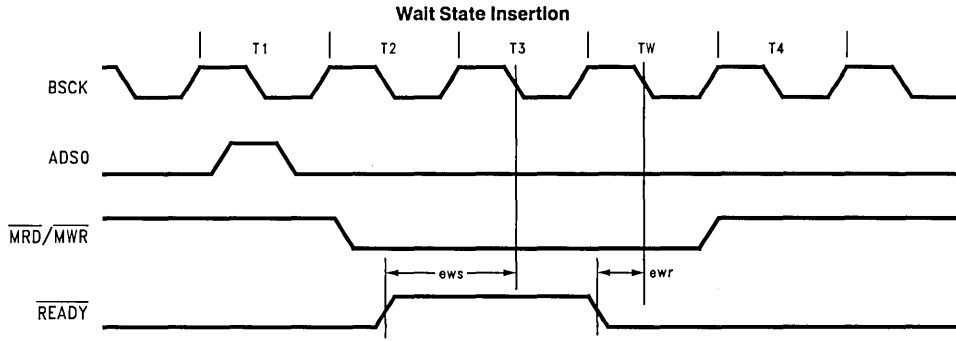 Wait State Insertion
T1 T2 T3 TW T4
BSCK
ADS0
MRD/MWR
ews ewr
READY